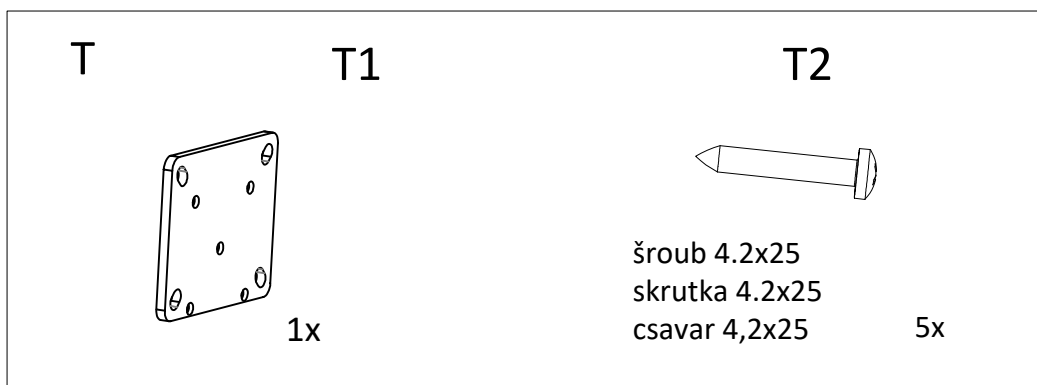 T
T1
T2
šroub 4.2x25
skrutka 4.2x25
csavar 4,2x25
5x
1x